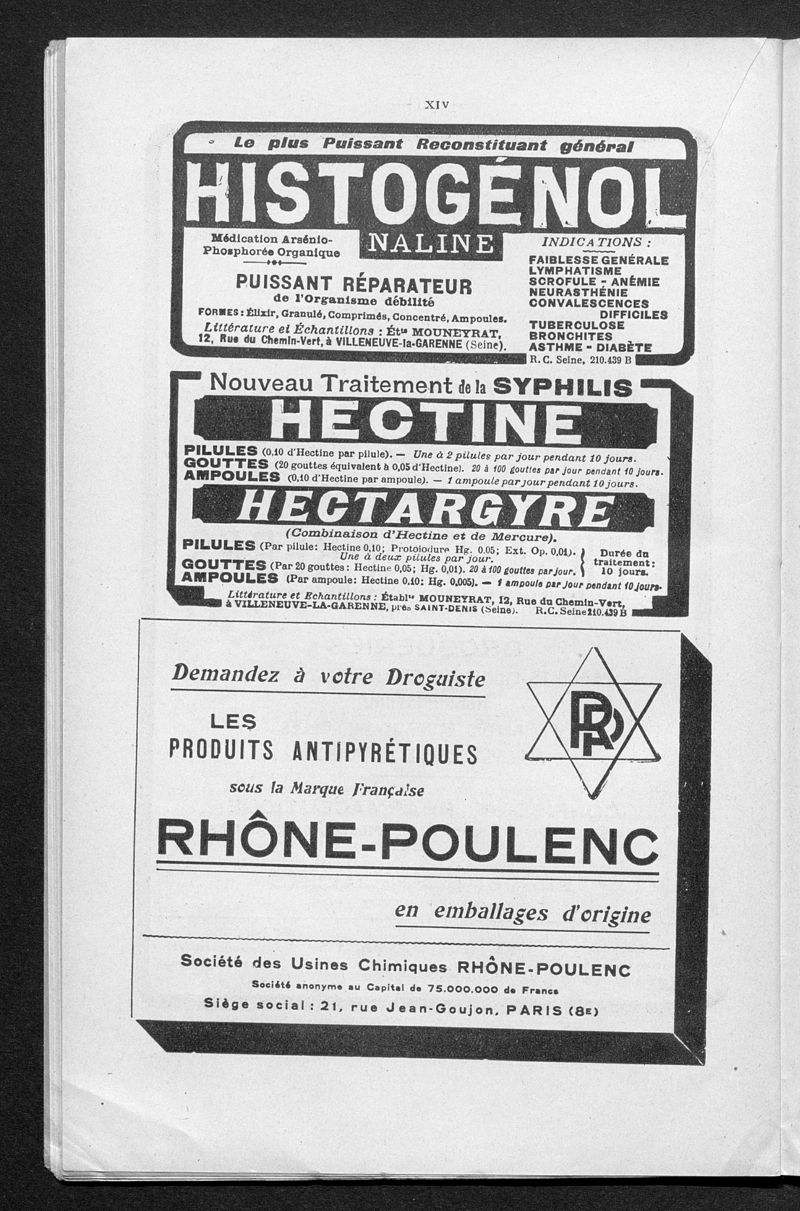 XIV
Le plus Puissant Reconstituant général
HISTOGÉNOL
NALINE
Médication Arsénio-
Phosphorée Organique
PUISSANT RÉPARATEUR
de l'Organisme débilité
FORMES : Élixir, Granulé, Comprimés, Concentré, Ampoules.
Littérature et Échantillons : Étts MOUNEYRAT,
12, Rue du Chemin-Vert, à VILLENEUVE-la-GARENNE (Seine).
INDICATIONS :
FAIBLESSE GÉNÉRALE
LYMPHATISME
SCROFULE - ANÉMIE
NEURASTHÉNIE
CONVALESCENCES
DIFFICILES
TUBERCULOSE
BRONCHITES
ASTHME - DIABÈTE
R. C. Seine, 210.439 B
Nouveau Traitement de la SYPHILIS
HECTINE
PILULES (0,10 d'Hectine par pilule). — Une à 2 pilules par jour pendant 10 jours.
GOUTTES (20 gouttes équivalent à 0,05 d'Hectine). 20 à 100 gouttes par jour pendant 10 jours.
AMPOULES (0,10 d'Hectine par ampoule). — 1 ampoule par jour pendant 10 jours.
HECTARGYRE
(Combinaison d'Hectine et de Mercure).
PILULES (Par pilule: Hectine 0,10; Protoiodure Hg. 0,05; Ext. Op. 0,01).
Une à deux pilules par jour.
GOUTTES (Par 20 gouttes: Hectine 0,05; Hg. 0,01). 20 à 100 gouttes par jour.
Durée du
traitement:
10 jours.
AMPOULES (Par ampoule: Hectine 0,10: Hg. 0,005). — 1 ampoule par jour pendant 10 jours.
Littérature et Echantillons : Établts MOUNEYRAT, 12, Rue du Chemin-Vert,
à VILLENEUVE-LA-GARENNE, près SAINT-DENIS (Seine). R. C. Seine 210.439 B
Demandez à votre Droguiste
LES
PRODUITS ANTIPYRÉTIQUES
sous la Marque Française
RHÔNE-POULENC
en emballages d'origine
Société des Usines Chimiques RHÔNE-POULENC
Société anonyme au Capital de 75.000.000 de Francs
Siège social : 21, rue Jean-Goujon, PARIS (8E)